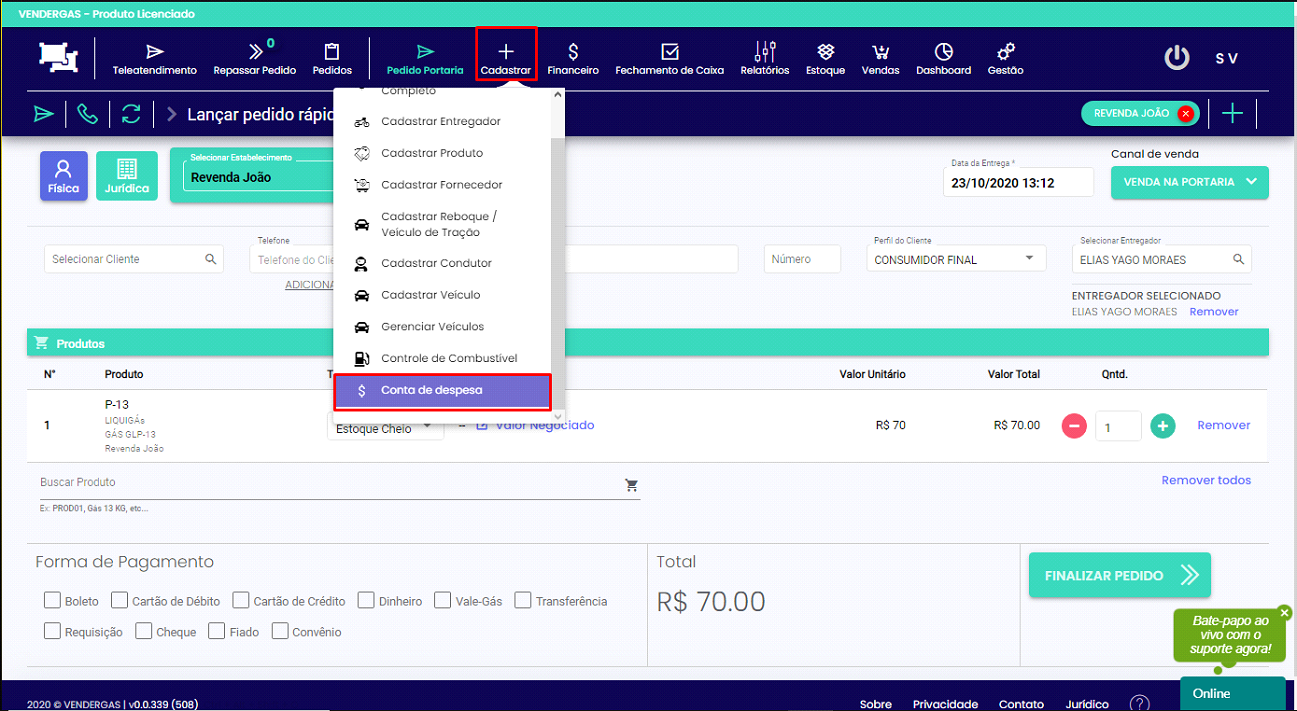 VENDERGAS - Produto Licenciado
Teleatendimento
Repassar Pedido
0
Pedidos
Pedido Portaria
Cadastrar
Financeiro
Fechamento de Caixa
Relatórios
Estoque
Vendas
Dashboard
Gestão
S V
Lançar pedido rápid
REVENDA JOÃO
Completo
Cadastrar Entregador
Cadastrar Produto
Cadastrar Fornecedor
Cadastrar Reboque /
Veículo de Tração
Cadastrar Condutor
Cadastrar Veículo
Gerenciar Veículos
Controle de Combustível
Conta de despesa
Física
Jurídica
Selecionar Estabelecimento
Revenda João
Data da Entrega *
23/10/2020 13:12
Canal de venda
VENDA NA PORTARIA
Selecionar Cliente
Telefone
Telefone do Clie
ADICIONA
Número
Perfil do Cliente
CONSUMIDOR FINAL
Selecionar Entregador
ELIAS YAGO MORAES
ENTREGADOR SELECIONADO
ELIAS YAGO MORAES Remover
Produtos
N° Produto T Valor Unitário Valor Total Qntd.
1
P-13
LIQUIGÁs
GÁS GLP-13
Revenda João
Estoque Cheio
-- Valor Negociado
R$ 70
R$ 70.00
1
Remover
Buscar Produto
Ex: PROD01, Gás 13 KG, etc...
Remover todos
Forma de Pagamento
Boleto Cartão de Débito Cartão de Crédito Dinheiro Vale-Gás Transferência
Requisição Cheque Fiado Convênio
Total
R$ 70.00
FINALIZAR PEDIDO
Bate-papo ao
vivo com o
suporte agora!
Online
2020 © VENDERGAS | v0.0.339 (508)
Sobre Privacidade Contato Jurídico ?